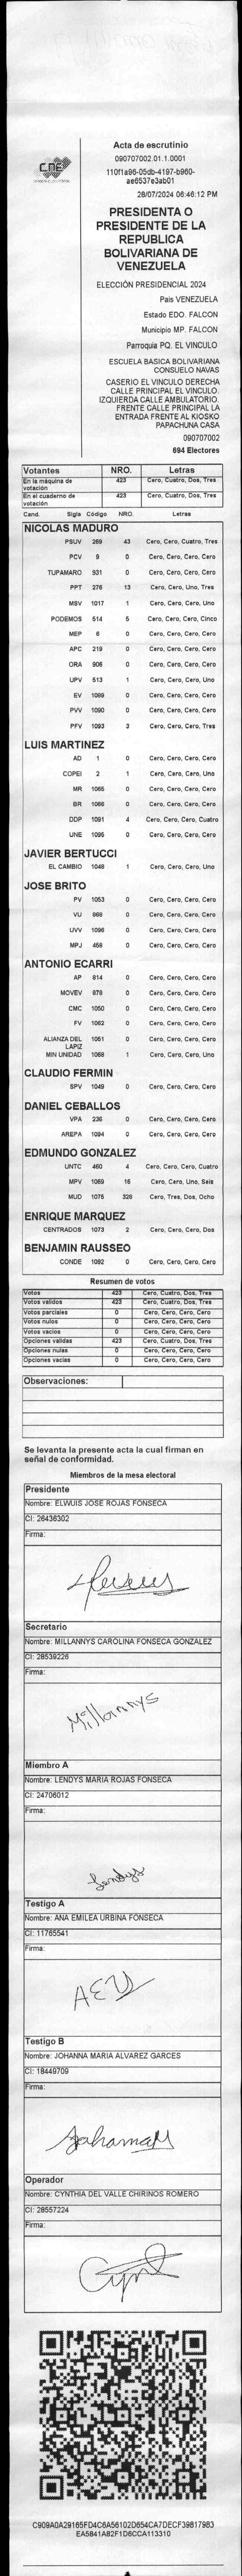 CNE
Acta de escrutinio
090707002.01.1.0001
110f1a96-05db-4197-b960-
ae6537e3ab01
28/07/2024 06:46:12 PM
PRESIDENTA O
PRESIDENTE DE LA
REPUBLICA
BOLIVARIANA DE
VENEZUELA
ELECCIÓN PRESIDENCIAL 2024
Pais VENEZUELA
Estado EDO. FALCON
Municipio MP. FALCON
Parroquia PQ. EL VINCULO
ESCUELA BASICA BOLIVARIANA
CONSUELO NAVAS
CASERIO EL VINCULO DERECHA
CALLE PRINCIPAL EL VINCULO.
IZQUIERDA CALLE AMBULATORIO.
FRENTE CALLE PRINCIPAL LA
ENTRADA FRENTE AL KIOSKO
PAPACHUNA CASA
090707002
694 Electores
Votantes NRO. Letras
En la máquina de votación 423 Cero, Cuatro, Dos, Tres
En el cuaderno de votación 423 Cero, Cuatro, Dos, Tres
Cand. Sigla Código NRO. Letras
NICOLAS MADURO
PSUV 269 43 Cero, Cero, Cuatro, Tres
PCV 9 0 Cero, Cero, Cero, Cero
TUPAMARO 931 0 Cero, Cero, Cero, Cero
PPT 276 13 Cero, Cero, Uno, Tres
MSV 1017 1 Cero, Cero, Cero, Uno
PODEMOS 514 5 Cero, Cero, Cero, Cinco
MEP 6 0 Cero, Cero, Cero, Cero
APC 219 0 Cero, Cero, Cero, Cero
ORA 906 0 Cero, Cero, Cero, Cero
UPV 513 1 Cero, Cero, Cero, Uno
EV 1089 0 Cero, Cero, Cero, Cero
PVV 1090 0 Cero, Cero, Cero, Cero
PFV 1093 3 Cero, Cero, Cero, Tres
LUIS MARTINEZ
AD 1 0 Cero, Cero, Cero, Cero
COPEI 2 1 Cero, Cero, Cero, Uno
MR 1065 0 Cero, Cero, Cero, Cero
BR 1066 0 Cero, Cero, Cero, Cero
DDP 1091 4 Cero, Cero, Cero, Cuatro
UNE 1095 0 Cero, Cero, Cero, Cero
JAVIER BERTUCCI
EL CAMBIO 1048 1 Cero, Cero, Cero, Uno
JOSE BRITO
PV 1053 0 Cero, Cero, Cero, Cero
VU 868 0 Cero, Cero, Cero, Cero
UVV 1096 0 Cero, Cero, Cero, Cero
MPJ 458 0 Cero, Cero, Cero, Cero
ANTONIO ECARRI
AP 814 0 Cero, Cero, Cero, Cero
MOVEV 878 0 Cero, Cero, Cero, Cero
CMC 1050 0 Cero, Cero, Cero, Cero
FV 1062 0 Cero, Cero, Cero, Cero
ALIANZA DEL LAPIZ 1051 0 Cero, Cero, Cero, Cero
MIN UNIDAD 1068 1 Cero, Cero, Cero, Uno
CLAUDIO FERMIN
SPV 1049 0 Cero, Cero, Cero, Cero
DANIEL CEBALLOS
VPA 236 0 Cero, Cero, Cero, Cero
AREPA 1094 0 Cero, Cero, Cero, Cero
EDMUNDO GONZALEZ
UNTC 460 4 Cero, Cero, Cero, Cuatro
MPV 1069 16 Cero, Cero, Uno, Seis
MUD 1075 328 Cero, Tres, Dos, Ocho
ENRIQUE MARQUEZ
CENTRADOS 1073 2 Cero, Cero, Cero, Dos
BENJAMIN RAUSSEO
CONDE 1092 0 Cero, Cero, Cero, Cero
Resumen de votos
Votos 423 Cero, Cuatro, Dos, Tres
Votos validos 423 Cero, Cuatro, Dos, Tres
Votos parciales 0 Cero, Cero, Cero, Cero
Votos nulos 0 Cero, Cero, Cero, Cero
Votos vacios 0 Cero, Cero, Cero, Cero
Opciones validas 423 Cero, Cuatro, Dos, Tres
Opciones nulas 0 Cero, Cero, Cero, Cero
Opciones vacias 0 Cero, Cero, Cero, Cero
Observaciones:
Se levanta la presente acta la cual firman en
señal de conformidad.
Miembros de la mesa electoral
Presidente
Nombre: ELWUIS JOSE ROJAS FONSECA
CI: 26436302
Firma:
Secretario
Nombre: MILLANNYS CAROLINA FONSECA GONZALEZ
CI: 28539226
Firma:
Millannys
Miembro A
Nombre: LENDYS MARIA ROJAS FONSECA
CI: 24706012
Firma:
Lendys
Testigo A
Nombre: ANA EMILEA URBINA FONSECA
CI: 11765541
Firma:
AEU
Testigo B
Nombre: JOHANNA MARIA ALVAREZ GARCES
CI: 18449709
Firma:
Operador
Nombre: CYNTHIA DEL VALLE CHIRINOS ROMERO
CI: 28557224
Firma:
C909A0A29165FD4C6A56102D654CA7DECF39817983
EA5841A82F1D6CCA113310